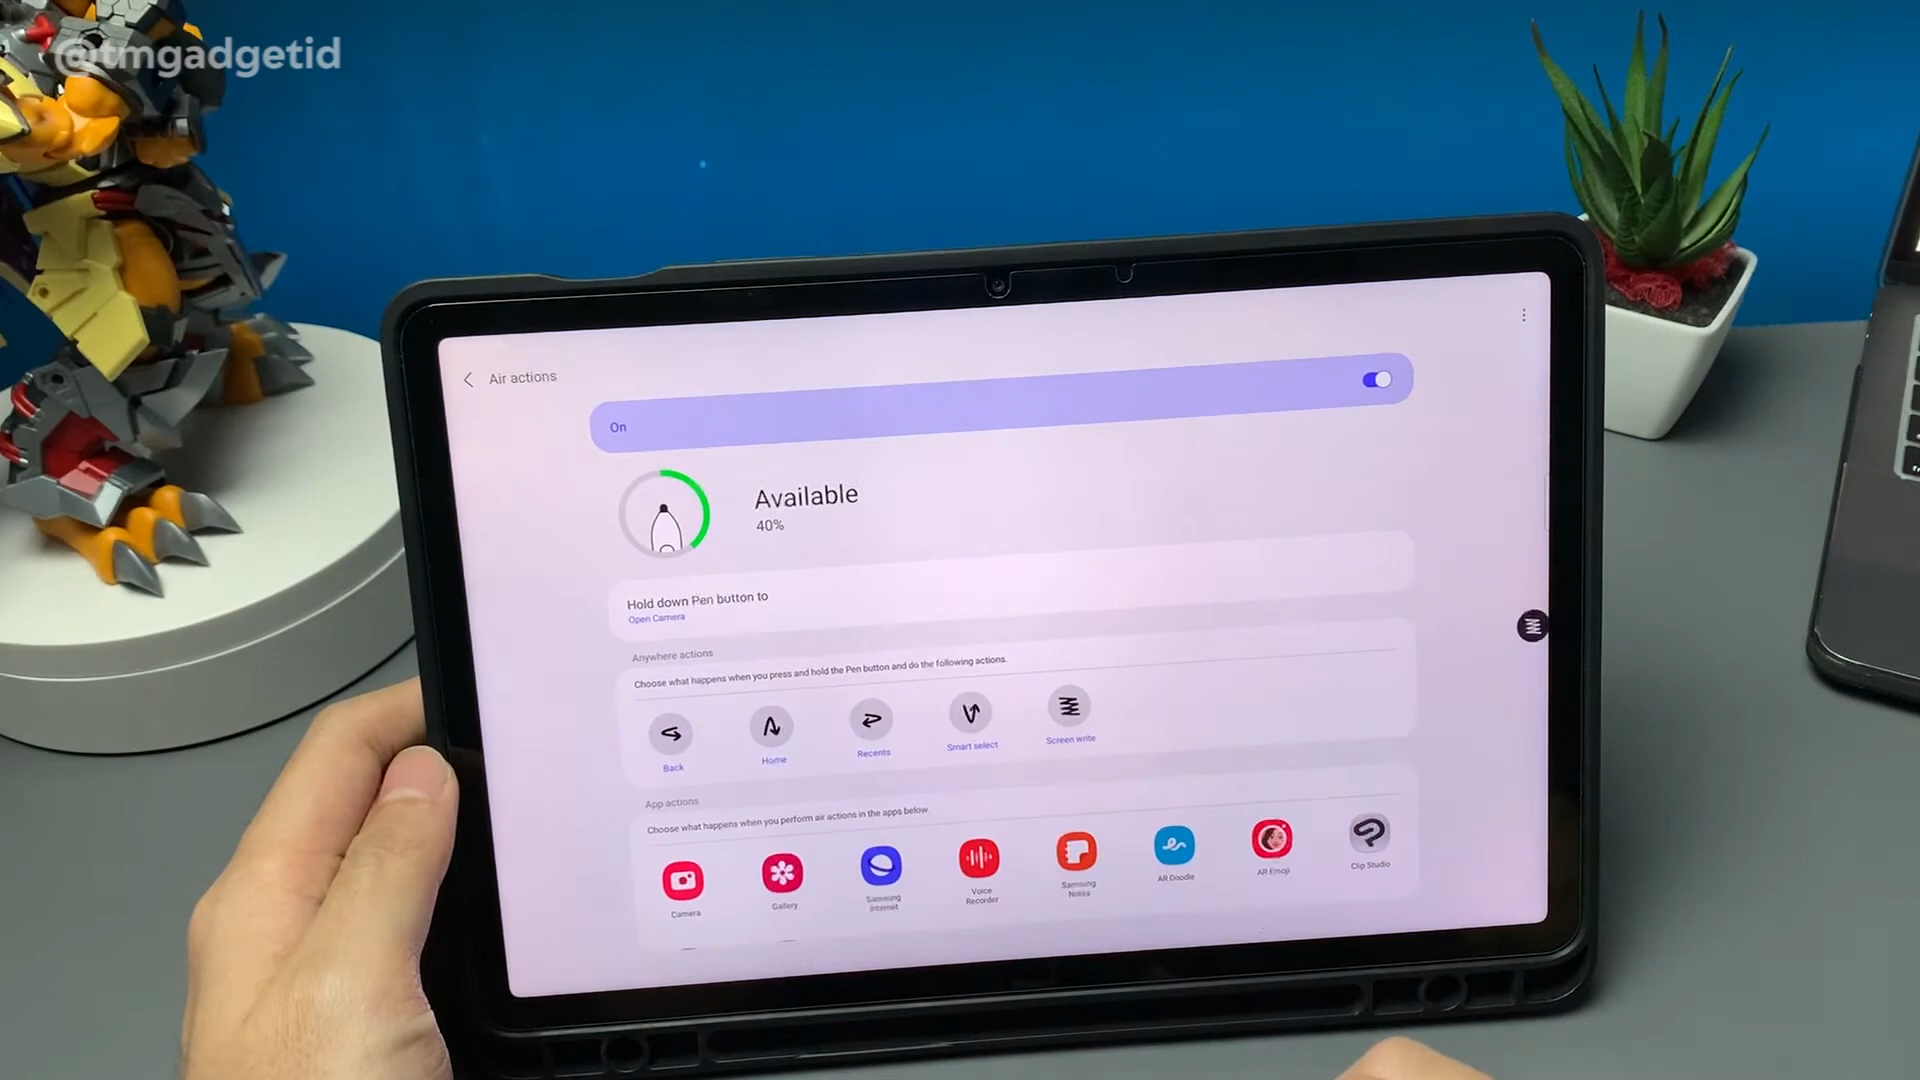 @tmgadgetid
Air actions
On
Available
40%
Hold down Pen button to
Open Camera
Anywhere actions
Choose what happens when you press and hold the Pen button and do the following actions.
Back
Home
Recents
Smart select
Screen write
App actions
Choose what happens when you perform air actions in the apps below.
Camera
Gallery
Samsung
Internet
Voice
Recorder
Samsung
Notes
AR Doodle
AR Emoji
Clip Studio